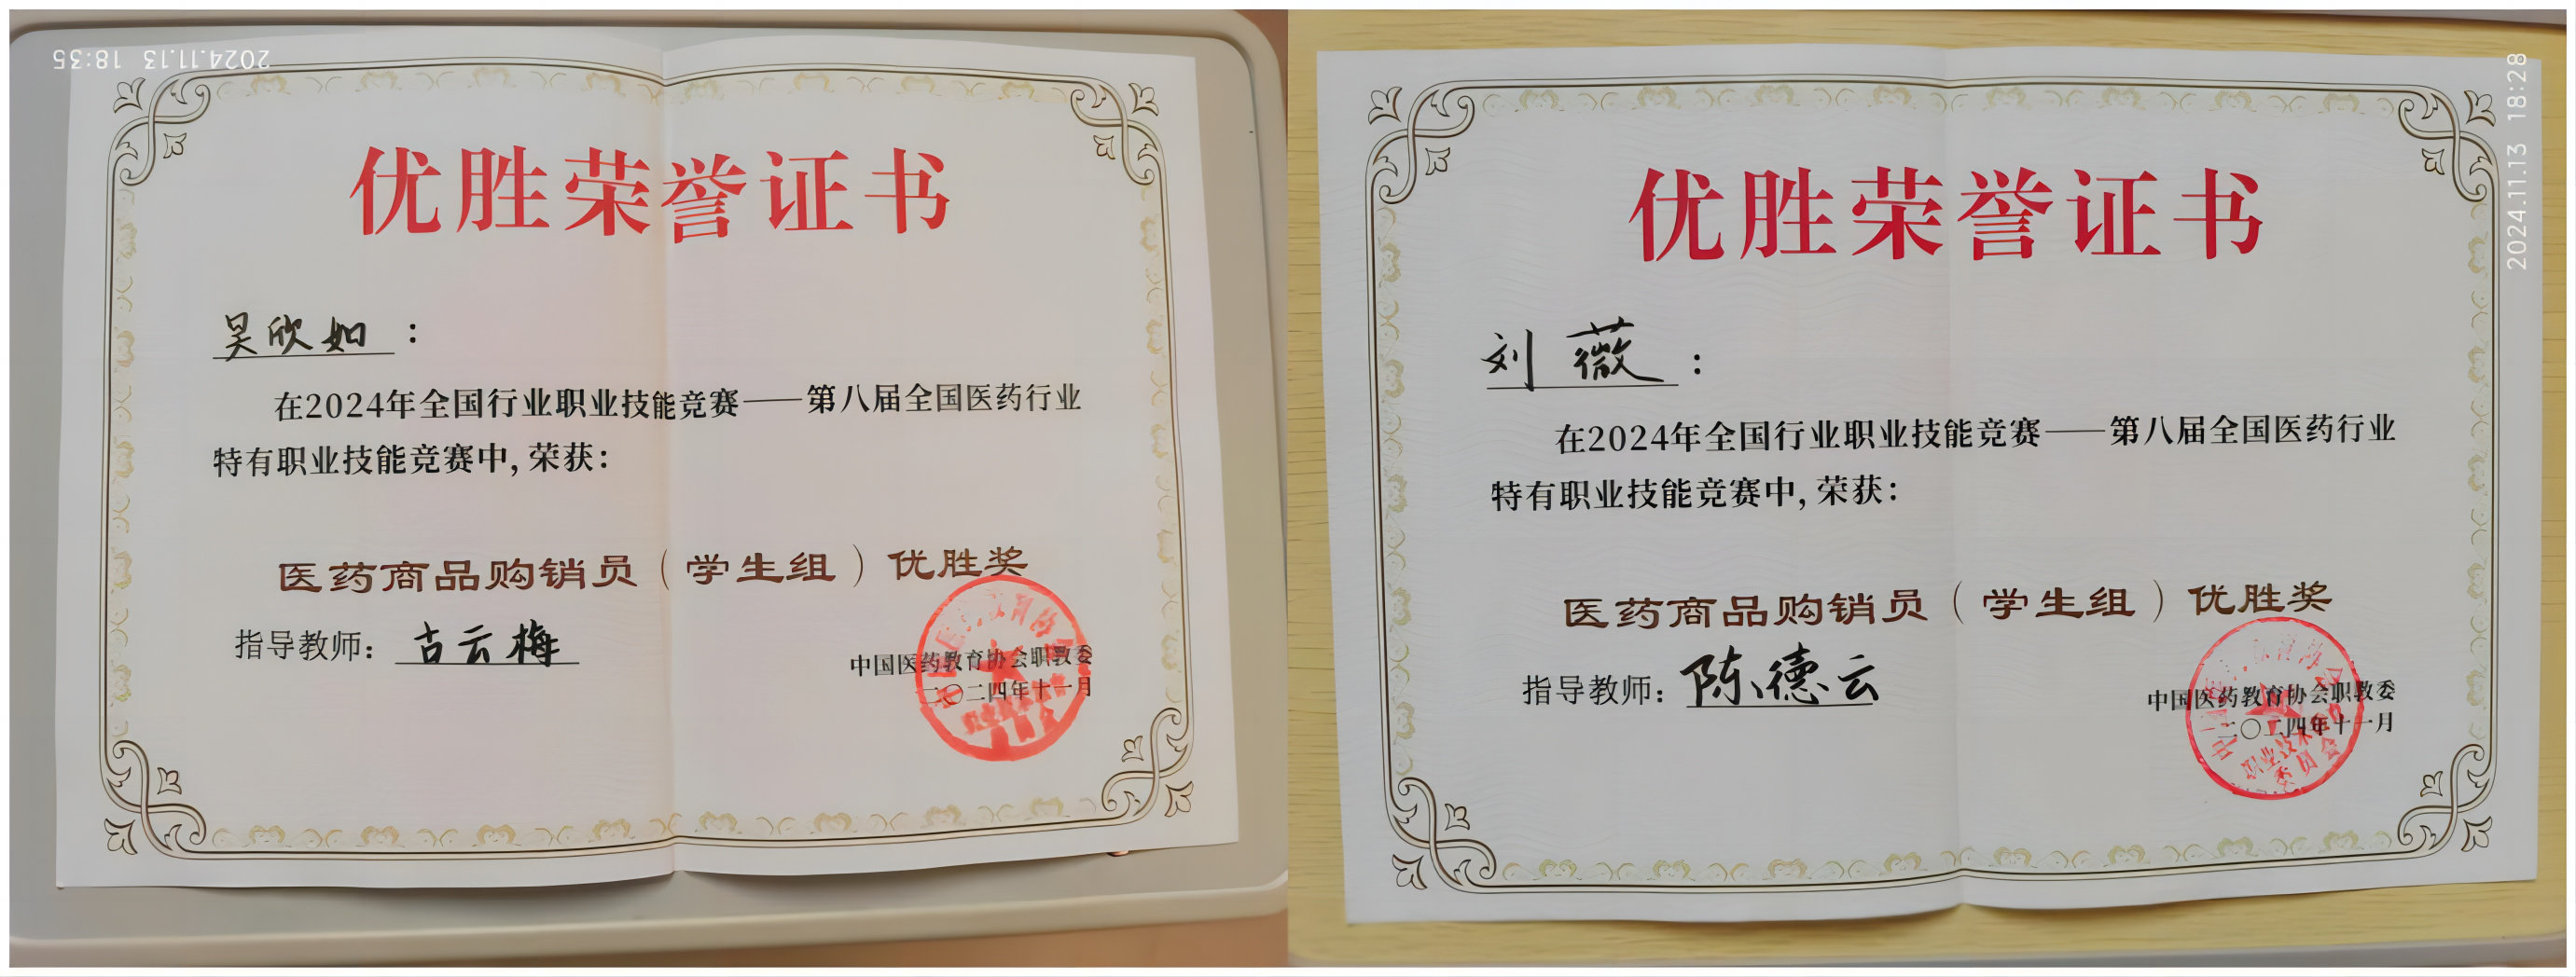 2024.11.13 18:35
优胜荣誉证书
吴欣如：
在2024年全国行业职业技能竞赛——第八届全国医药行业
特有职业技能竞赛中，荣获：
医药商品购销员（学生组）优胜奖
指导教师：古云梅
中国医药教育协会职教委
二〇二四年十一月
2024.11.13 18:28
优胜荣誉证书
刘薇：
在2024年全国行业职业技能竞赛——第八届全国医药行业
特有职业技能竞赛中，荣获：
医药商品购销员（学生组）优胜奖
指导教师：陈德云
中国医药教育协会职教委
二〇二四年十一月